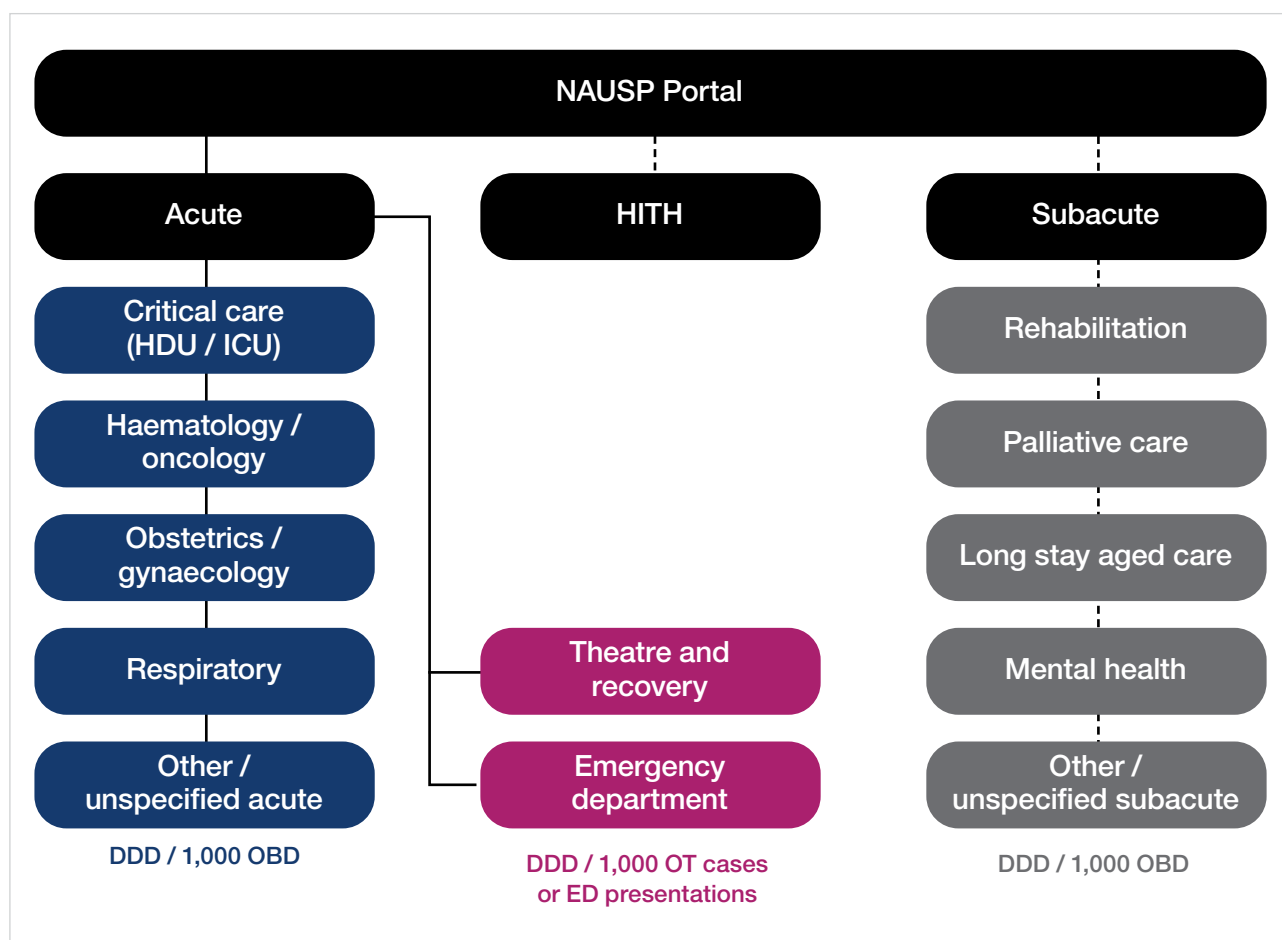 NAUSP Portal
Acute
HITH
Subacute
Critical care
(HDU / ICU)
Haematology /
oncology
Obstetrics /
gynaecology
Respiratory
Other /
unspecified acute
DDD / 1,000 OBD
Theatre and
recovery
Emergency
department
DDD / 1,000 OT cases
or ED presentations
Rehabilitation
Palliative care
Long stay aged care
Mental health
Other /
unspecified subacute
DDD / 1,000 OBD